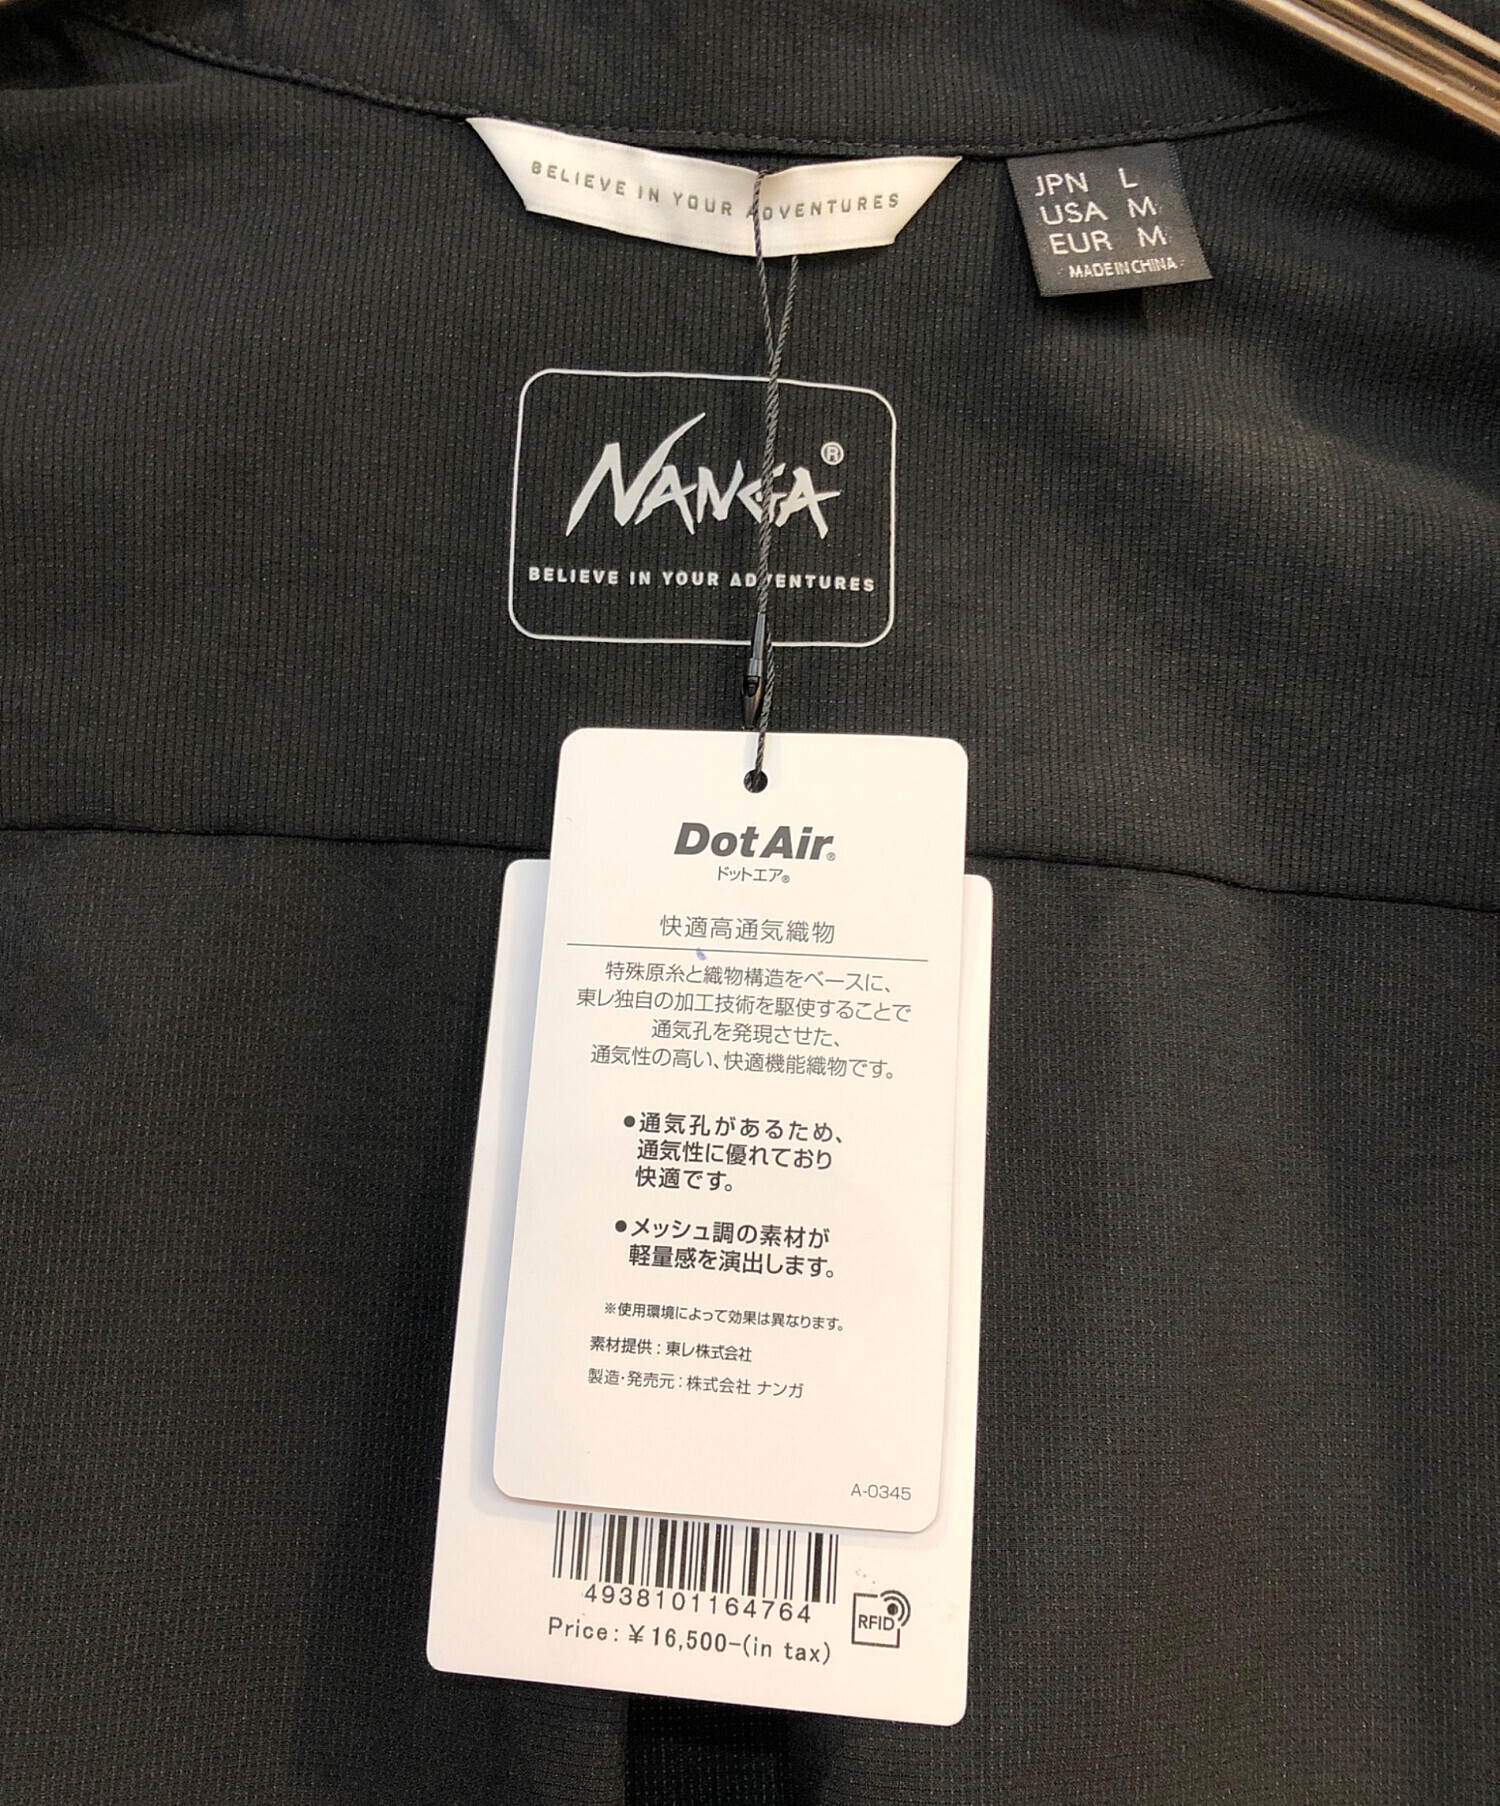 BELIEVE IN YOUR ADVENTURES
JPN L
USA M
EUR M
MADE IN CHINA
NANGA®
BELIEVE IN YOUR ADVENTURES
DotAir®
ドットエア®
快適高通気織物
特殊原糸と織物構造をベースに、
東レ独自の加工技術を駆使することで
通気孔を発現させた、
通気性の高い、快適機能織物です。
●通気孔があるため、
通気性に優れており
快適です。
●メッシュ調の素材が
軽量感を演出します。
※使用環境によって効果は異なります。
素材提供：東レ株式会社
製造・発売元：株式会社 ナンガ
A-0345
4938101164764
RFID
Price:￥16,500-(in tax)